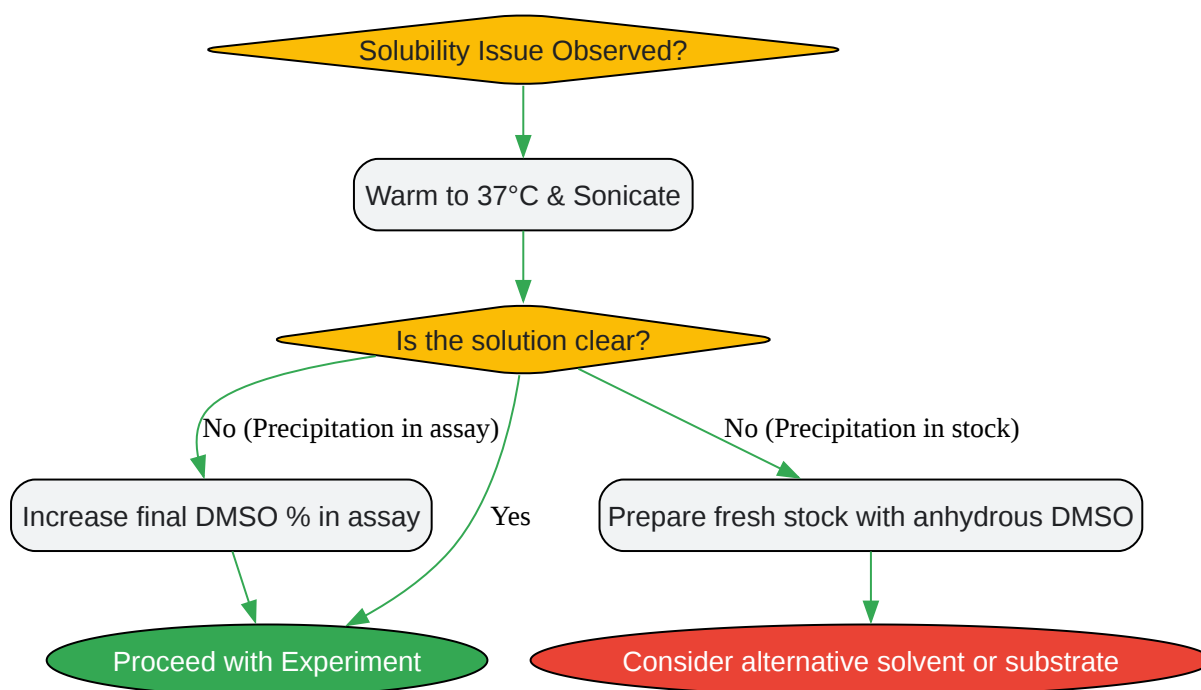 Solubility Issue Observed?
Warm to 37°C & Sonicate
Is the solution clear?
No (Precipitation in assay)
No (Precipitation in stock)
Increase final DMSO % in assay
Yes
Prepare fresh stock with anhydrous DMSO
Proceed with Experiment
Consider alternative solvent or substrate